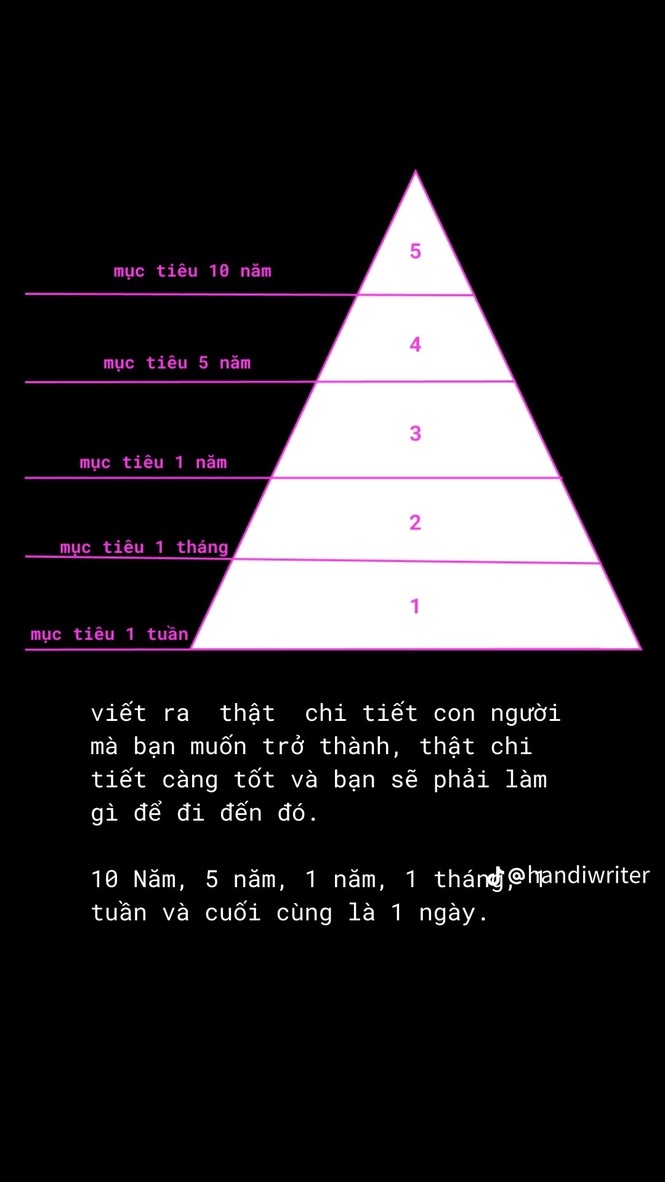 5
mục tiêu 10 năm
4
mục tiêu 5 năm
3
mục tiêu 1 năm
2
mục tiêu 1 tháng
1
mục tiêu 1 tuần
viết ra thật chi tiết con người
mà bạn muốn trở thành, thật chi
tiết càng tốt và bạn sẽ phải làm
gì để đi đến đó.
10 Năm, 5 năm, 1 năm, 1 tháng, 1
@handiwriter
tuần và cuối cùng là 1 ngày.